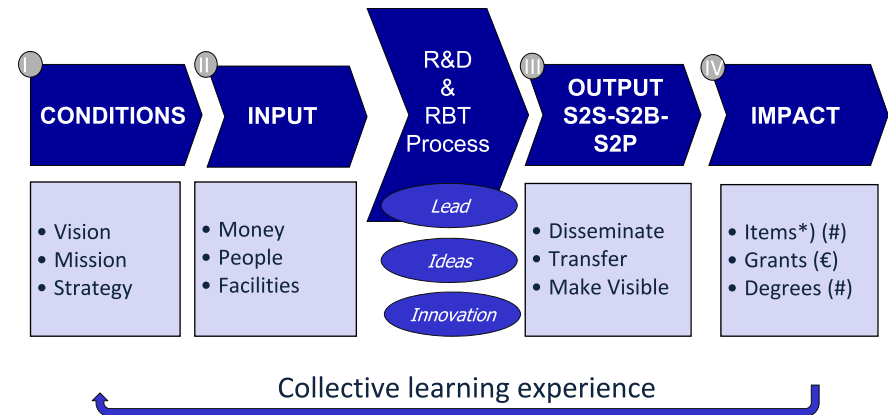 I
CONDITIONS
• Vision
• Mission
• Strategy
II
INPUT
• Money
• People
• Facilities
R&D
&
RBT
Process
Lead
Ideas
Innovation
III
OUTPUT
S2S-S2B-
S2P
• Disseminate
• Transfer
• Make Visible
IV
IMPACT
• Items*) (#)
• Grants (€)
• Degrees (#)
Collective learning experience